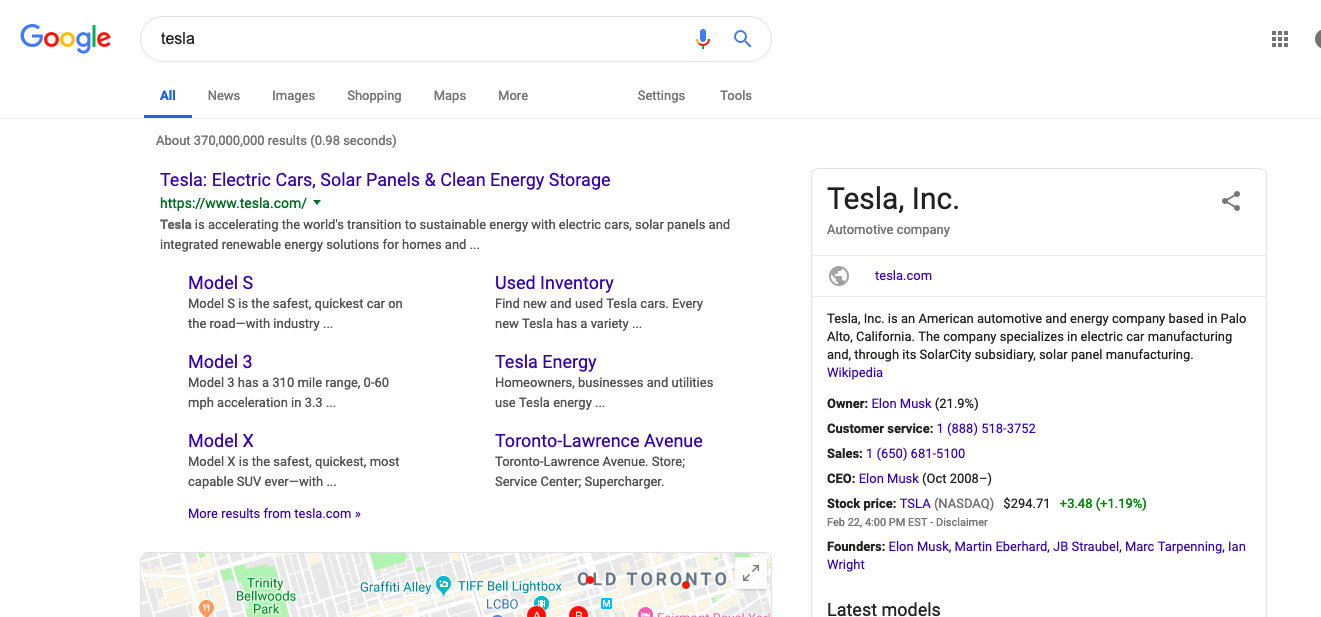 Google
tesla
All News Images Shopping Maps More Settings Tools
About 370,000,000 results (0.98 seconds)
Tesla: Electric Cars, Solar Panels & Clean Energy Storage
https://www.tesla.com/
Tesla is accelerating the world's transition to sustainable energy with electric cars, solar panels and
integrated renewable energy solutions for homes and ...
Model S
Model S is the safest, quickest car on
the road—with industry ...
Used Inventory
Find new and used Tesla cars. Every
new Tesla has a variety ...
Model 3
Model 3 has a 310 mile range, 0-60
mph acceleration in 3.3 ...
Tesla Energy
Homeowners, businesses and utilities
use Tesla energy ...
Model X
Model X is the safest, quickest, most
capable SUV ever—with ...
Toronto-Lawrence Avenue
Toronto-Lawrence Avenue. Store;
Service Center; Supercharger.
More results from tesla.com »
Trinity
Bellwoods
Park
Graffiti Alley
TIFF Bell Lightbox
LCBO
OLD TORONTO
M
A
B
Fairmont Royal York
Tesla, Inc.
Automotive company
tesla.com
Tesla, Inc. is an American automotive and energy company based in Palo
Alto, California. The company specializes in electric car manufacturing
and, through its SolarCity subsidiary, solar panel manufacturing.
Wikipedia
Owner: Elon Musk (21.9%)
Customer service: 1 (888) 518-3752
Sales: 1 (650) 681-5100
CEO: Elon Musk (Oct 2008–)
Stock price: TSLA (NASDAQ) $294.71 +3.48 (+1.19%)
Feb 22, 4:00 PM EST - Disclaimer
Founders: Elon Musk, Martin Eberhard, JB Straubel, Marc Tarpenning, Ian
Wright
Latest models